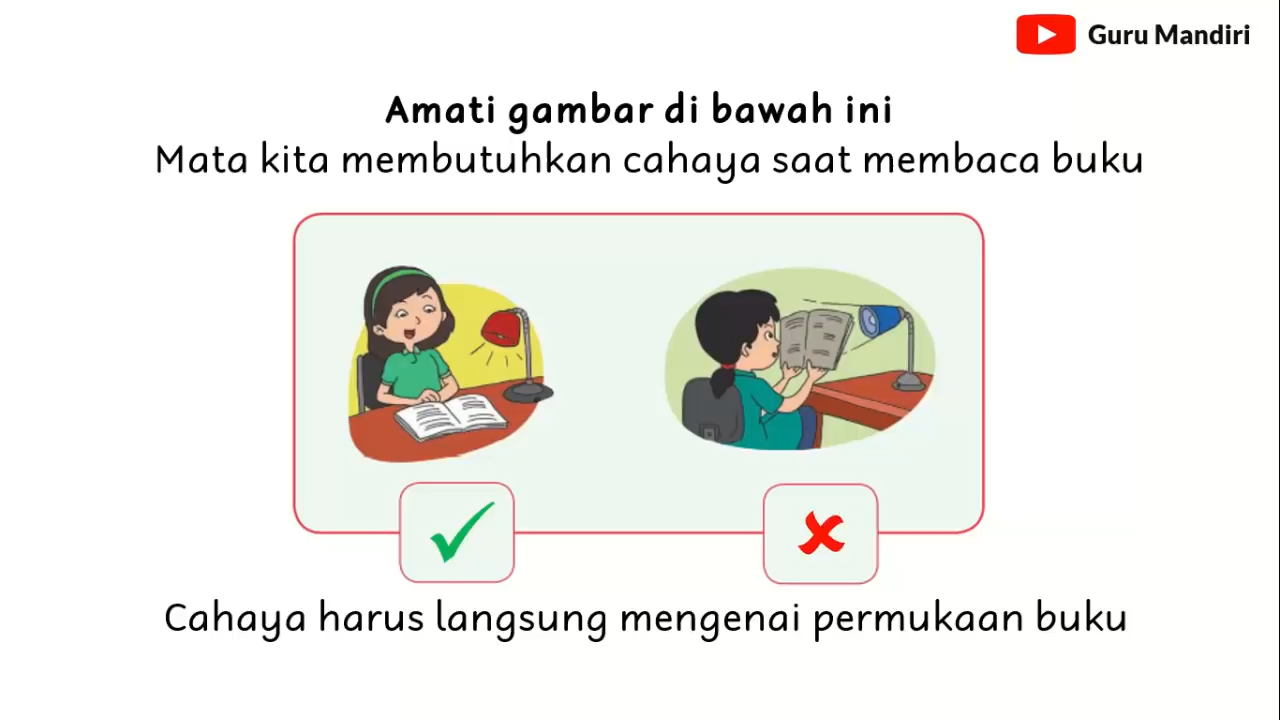 Guru Mandiri
Amati gambar di bawah ini
Mata kita membutuhkan cahaya saat membaca buku
Cahaya harus langsung mengenai permukaan buku